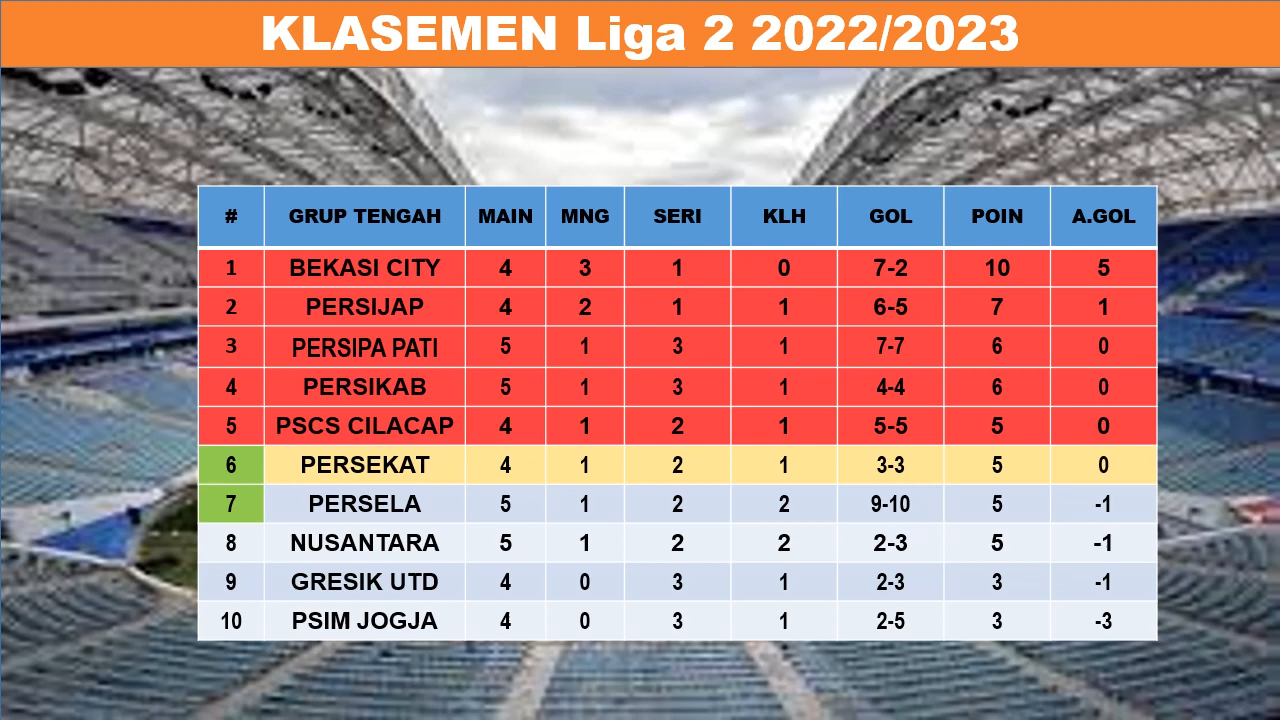 KLASEMEN Liga 2 2022/2023
# GRUP TENGAH MAIN MNG SERI KLH GOL POIN A.GOL
1 BEKASI CITY 4 3 1 0 7-2 10 5
2 PERSIJAP 4 2 1 1 6-5 7 1
3 PERSIPA PATI 5 1 3 1 7-7 6 0
4 PERSIKAB 5 1 3 1 4-4 6 0
5 PSCS CILACAP 4 1 2 1 5-5 5 0
6 PERSEKAT 4 1 2 1 3-3 5 0
7 PERSELA 5 1 2 2 9-10 5 -1
8 NUSANTARA 5 1 2 2 2-3 5 -1
9 GRESIK UTD 4 0 3 1 2-3 3 -1
10 PSIM JOGJA 4 0 3 1 2-5 3 -3